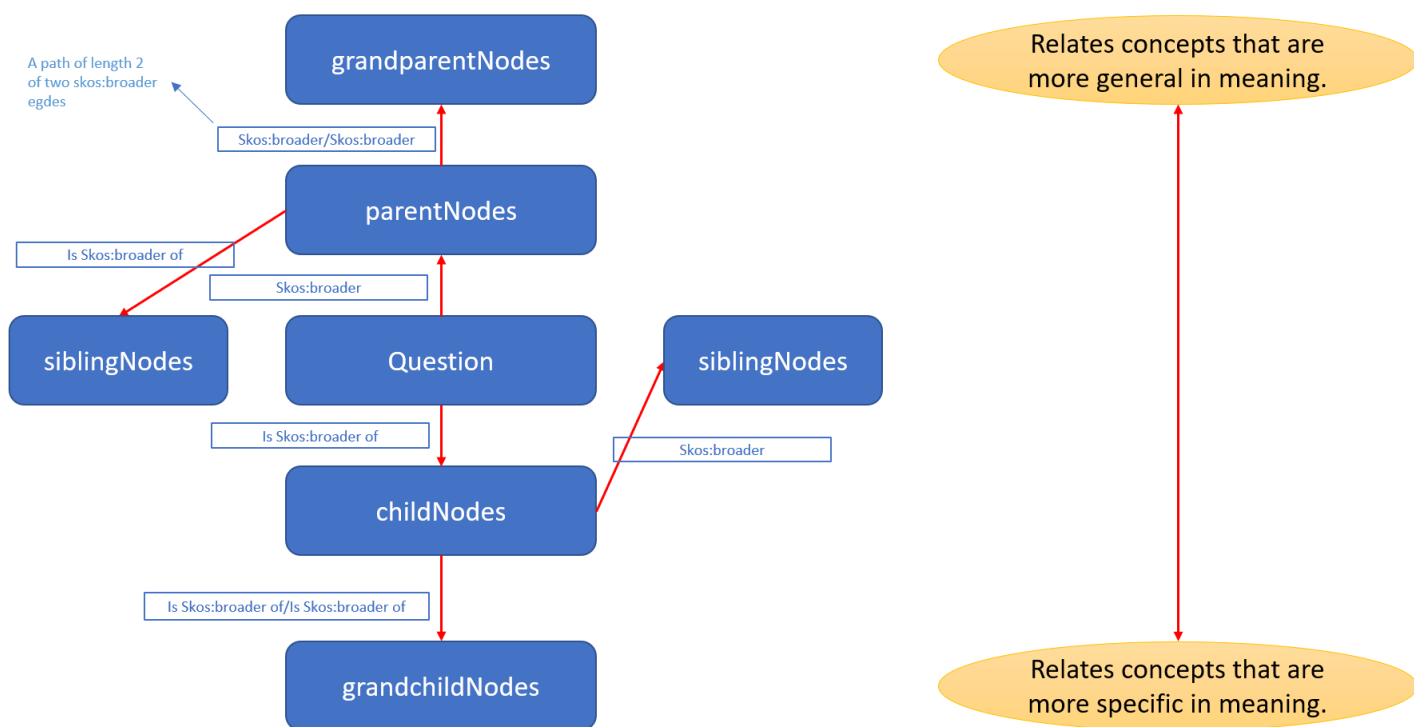 grandparentNodes
Relates concepts that are
more general in meaning.
A path of length 2
of two skos:broader
egdes
Skos:broader/Skos:broader
parentNodes
Is Skos:broader of
Skos:broader
siblingNodes
Question
siblingNodes
Is Skos:broader of
Skos:broader
childNodes
Is Skos:broader of/Is Skos:broader of
grandchildNodes
Relates concepts that are
more specific in meaning.